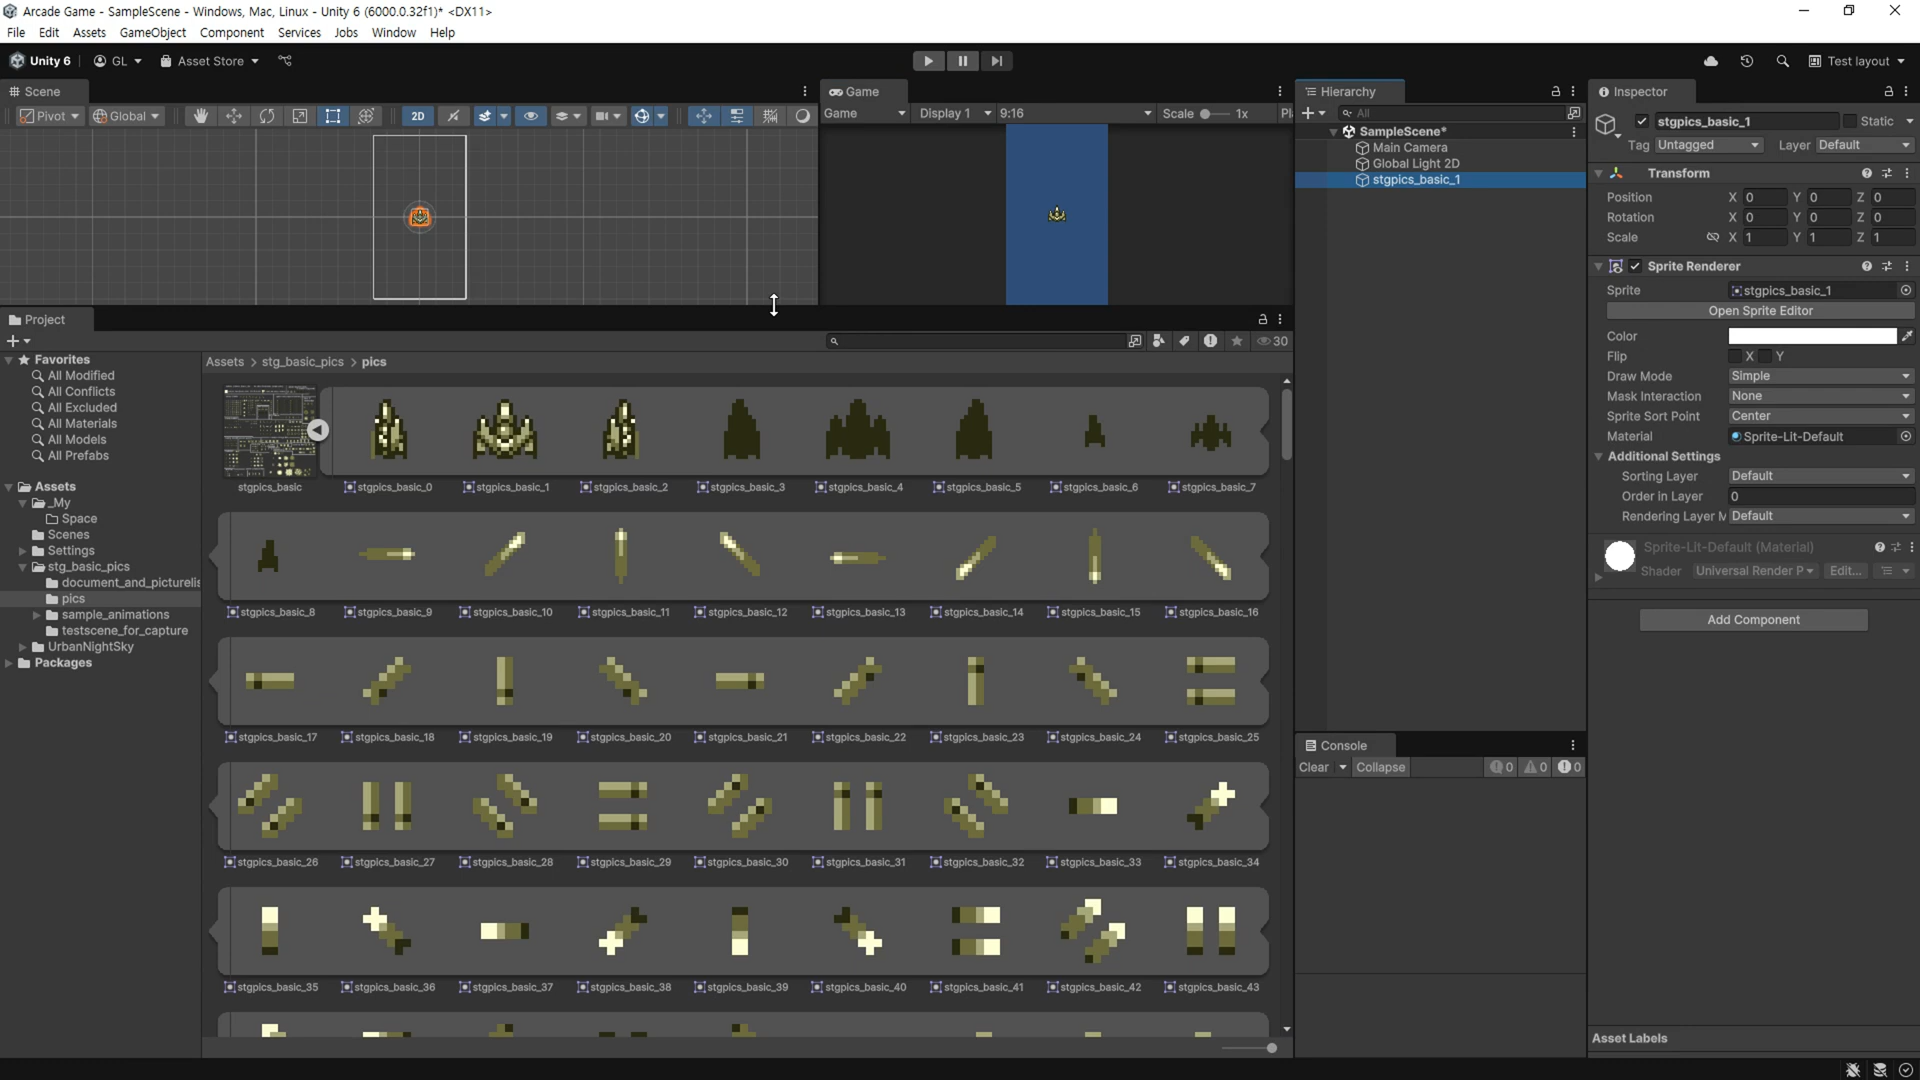 Arcade Game - SampleScene - Windows, Mac, Linux - Unity 6 (6000.0.32f1)* <DX11>
File Edit Assets GameObject Component Services Jobs Window Help
Unity 6 GL Asset Store Test layout
Scene
Pivot Global 2D
Game
Game Display 1 9:16 Scale 1x Pl
Hierarchy
All
SampleScene*
Main Camera
Global Light 2D
stgpics_basic_1
Inspector
stgpics_basic_1 Static
Tag Untagged Layer Default
Transform
Position X 0 Y 0 Z 0
Rotation X 0 Y 0 Z 0
Scale X 1 Y 1 Z 1
Sprite Renderer
Sprite stgpics_basic_1
Open Sprite Editor
Color
Flip X Y
Draw Mode Simple
Mask Interaction None
Sprite Sort Point Center
Material Sprite-Lit-Default
Additional Settings
Sorting Layer Default
Order in Layer 0
Rendering Layer M Default
Sprite-Lit-Default (Material)
Shader Universal Render P Edit...
Add Component
Asset Labels
Project
30
Favorites
All Modified
All Conflicts
All Excluded
All Materials
All Models
All Prefabs
Assets
_My
Space
Scenes
Settings
stg_basic_pics
document_and_picturelis
pics
sample_animations
testscene_for_capture
UrbanNightSky
Packages
Assets > stg_basic_pics > pics
stgpics_basic stgpics_basic_0 stgpics_basic_1 stgpics_basic_2 stgpics_basic_3 stgpics_basic_4 stgpics_basic_5 stgpics_basic_6 stgpics_basic_7
stgpics_basic_8 stgpics_basic_9 stgpics_basic_10 stgpics_basic_11 stgpics_basic_12 stgpics_basic_13 stgpics_basic_14 stgpics_basic_15 stgpics_basic_16
stgpics_basic_17 stgpics_basic_18 stgpics_basic_19 stgpics_basic_20 stgpics_basic_21 stgpics_basic_22 stgpics_basic_23 stgpics_basic_24 stgpics_basic_25
stgpics_basic_26 stgpics_basic_27 stgpics_basic_28 stgpics_basic_29 stgpics_basic_30 stgpics_basic_31 stgpics_basic_32 stgpics_basic_33 stgpics_basic_34
stgpics_basic_35 stgpics_basic_36 stgpics_basic_37 stgpics_basic_38 stgpics_basic_39 stgpics_basic_40 stgpics_basic_41 stgpics_basic_42 stgpics_basic_43
Console
Clear Collapse 0 0 0